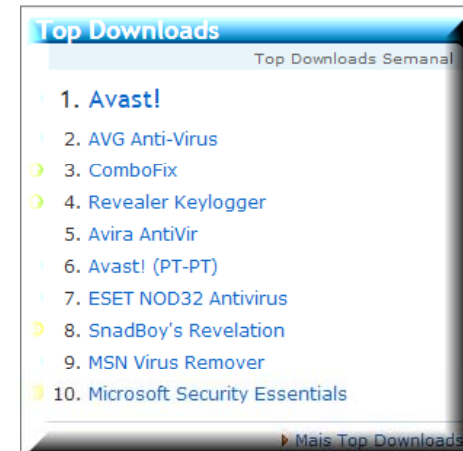 Top Downloads
Top Downloads Semanal
1. Avast!
2. AVG Anti-Virus
3. ComboFix
4. Revealer Keylogger
5. Avira AntiVir
6. Avast! (PT-PT)
7. ESET NOD32 Antivirus
8. SnadBoy's Revelation
9. MSN Virus Remover
10. Microsoft Security Essentials
Mais Top Downloads